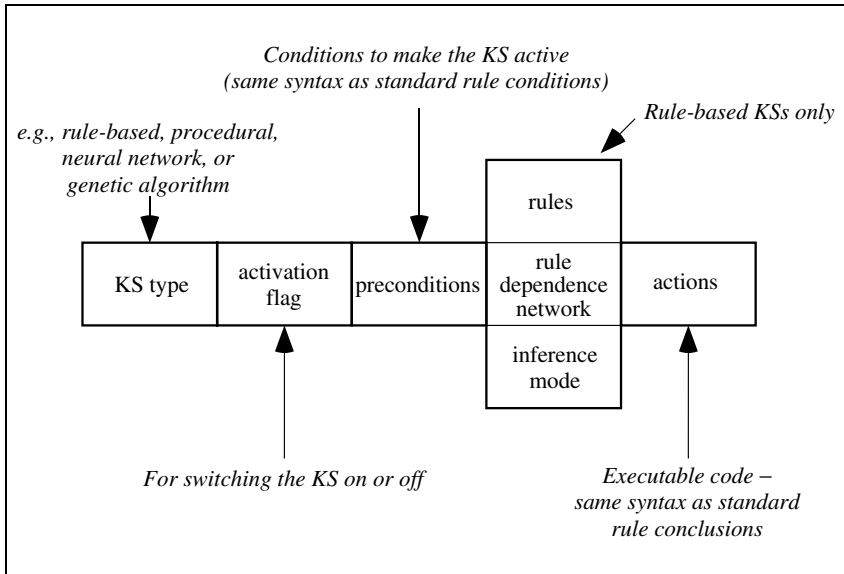 Conditions to make the KS active
(same syntax as standard rule conditions)
Rule-based KSs only
e.g., rule-based, procedural,
neural network, or
genetic algorithm
rules
KS type
activation
flag
preconditions
rule
dependence
network
actions
inference
mode
For switching the KS on or off
Executable code –
same syntax as standard
rule conclusions